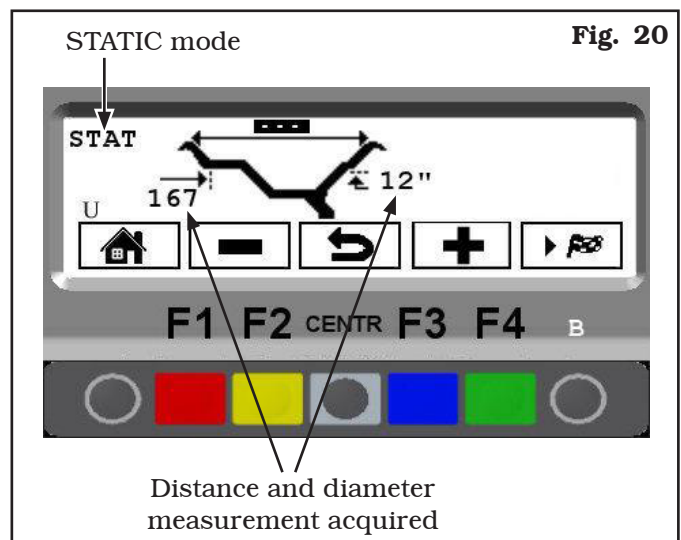 STATIC mode
Fig. 20
STAT
---
167
12"
U
F1 F2 CENTR F3 F4 B
Distance and diameter
measurement acquired